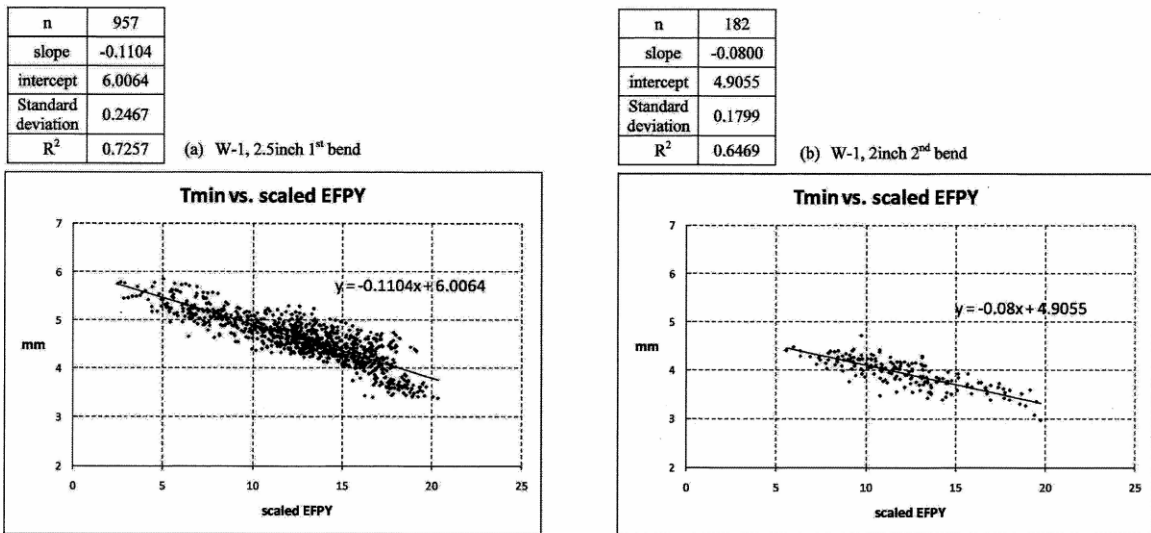 n 957
slope -0.1104
intercept 6.0064
Standard
deviation 0.2467
R² 0.7257
(a) W-1, 2.5inch 1st bend
Tmin vs. scaled EFPY
7
6
5
4
3
2
mm
y = -0.1104x + 6.0064
0 5 10 15 20 25
scaled EFPY
n 182
slope -0.0800
intercept 4.9055
Standard
deviation 0.1799
R² 0.6469
(b) W-1, 2inch 2nd bend
Tmin vs. scaled EFPY
7
6
5
4
3
2
mm
y = -0.08x + 4.9055
0 5 10 15 20 25
scaled EFPY